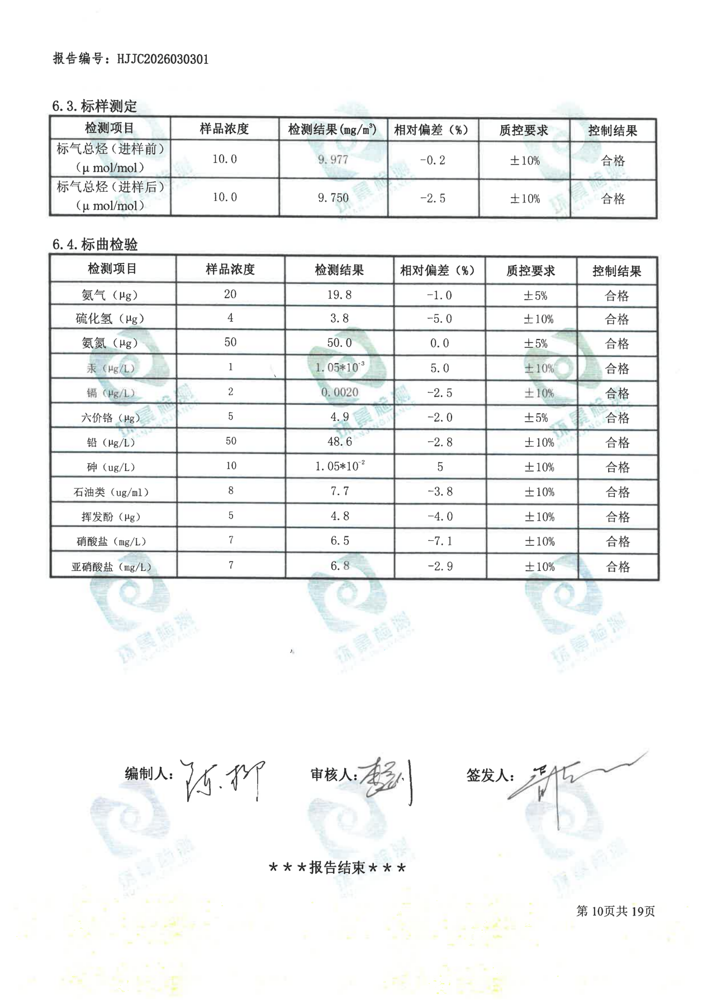 报告编号：HJJC2026030301
6.3.标样测定
检测项目 样品浓度 检测结果(mg/m³) 相对偏差（%） 质控要求 控制结果
标气总烃（进样前）（μ mol/mol） 10.0 9.977 -0.2 ±10% 合格
标气总烃（进样后）（μ mol/mol） 10.0 9.750 -2.5 ±10% 合格
6.4.标曲检验
检测项目 样品浓度 检测结果 相对偏差（%） 质控要求 控制结果
氨气（μg） 20 19.8 -1.0 ±5% 合格
硫化氢（μg） 4 3.8 -5.0 ±10% 合格
氨氮（μg） 50 50.0 0.0 ±5% 合格
汞（μg/L） 1 1.05*10⁻³ 5.0 ±10% 合格
镉（μg/L） 2 0.0020 -2.5 ±10% 合格
六价铬（μg） 5 4.9 -2.0 ±5% 合格
铅（μg/L） 50 48.6 -2.8 ±10% 合格
砷（ug/L） 10 1.05*10⁻² 5 ±10% 合格
石油类（ug/ml） 8 7.7 -3.8 ±10% 合格
挥发酚（μg） 5 4.8 -4.0 ±10% 合格
硝酸盐（mg/L） 7 6.5 -7.1 ±10% 合格
亚硝酸盐（mg/L） 7 6.8 -2.9 ±10% 合格
环景检测
HUANJINGJIANCE
编制人： 陈柳 审核人： 签发人：
＊＊＊报告结束＊＊＊
第 10页共 19页